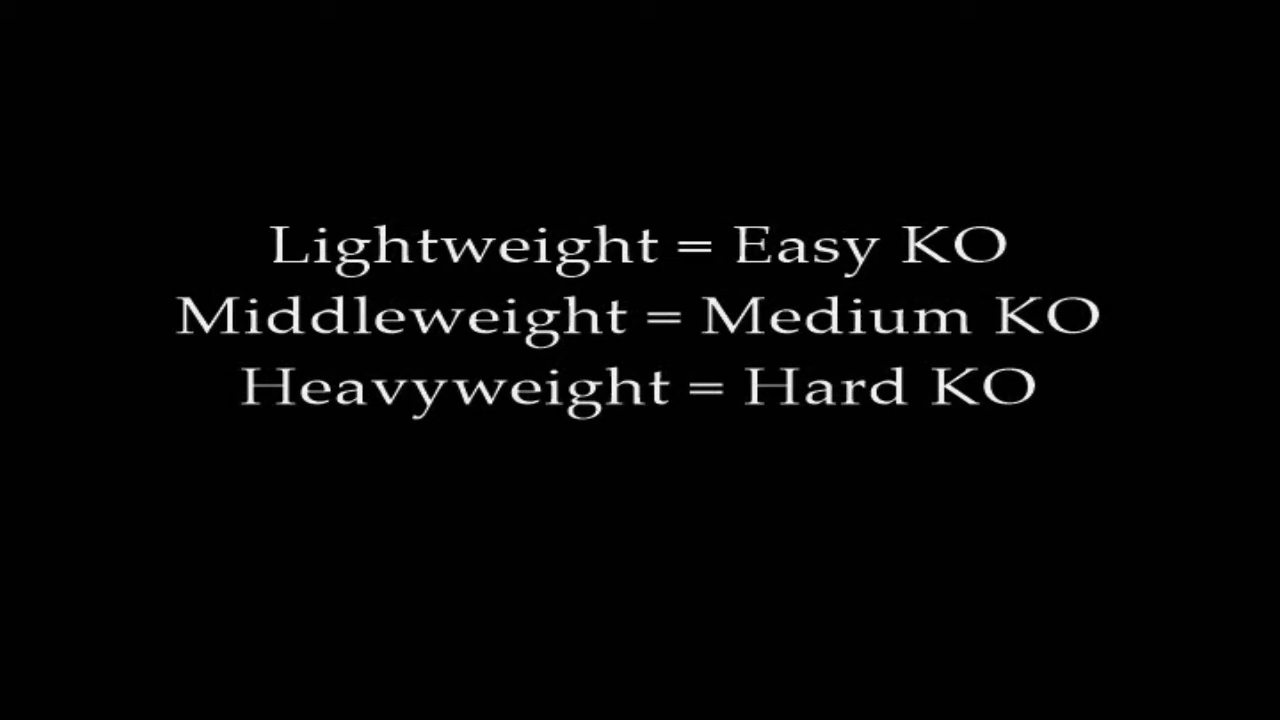 Lightweight = Easy KO
Middleweight = Medium KO
Heavyweight = Hard KO